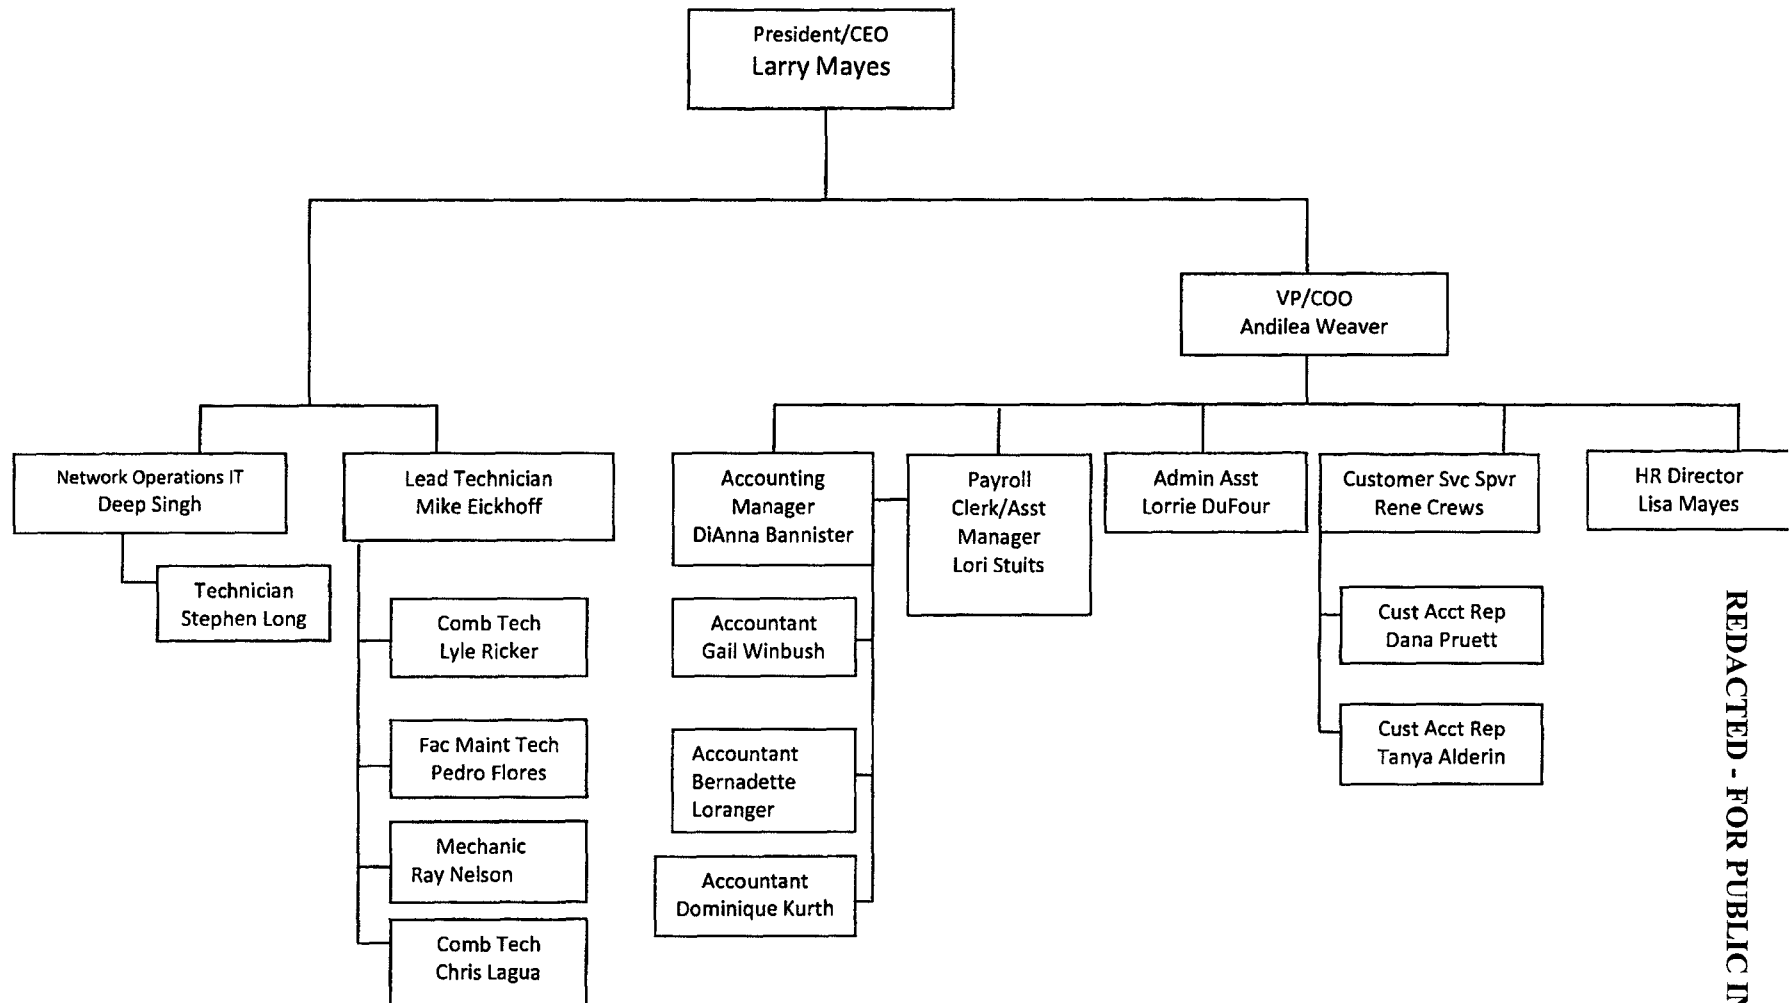 President/CEO
Larry Mayes
VP/COO
Andilea Weaver
Network Operations IT
Deep Singh
Technician
Stephen Long
Lead Technician
Mike Eickhoff
Comb Tech
Lyle Ricker
Fac Maint Tech
Pedro Flores
Mechanic
Ray Nelson
Comb Tech
Chris Lagua
Accounting
Manager
DiAnna Bannister
Accountant
Gail Winbush
Accountant
Bernadette
Loranger
Accountant
Dominique Kurth
Payroll
Clerk/Asst
Manager
Lori Stuits
Admin Asst
Lorrie DuFour
Customer Svc Spvr
Rene Crews
Cust Acct Rep
Dana Pruett
Cust Acct Rep
Tanya Alderin
HR Director
Lisa Mayes
REDACTED - FOR PUBLIC